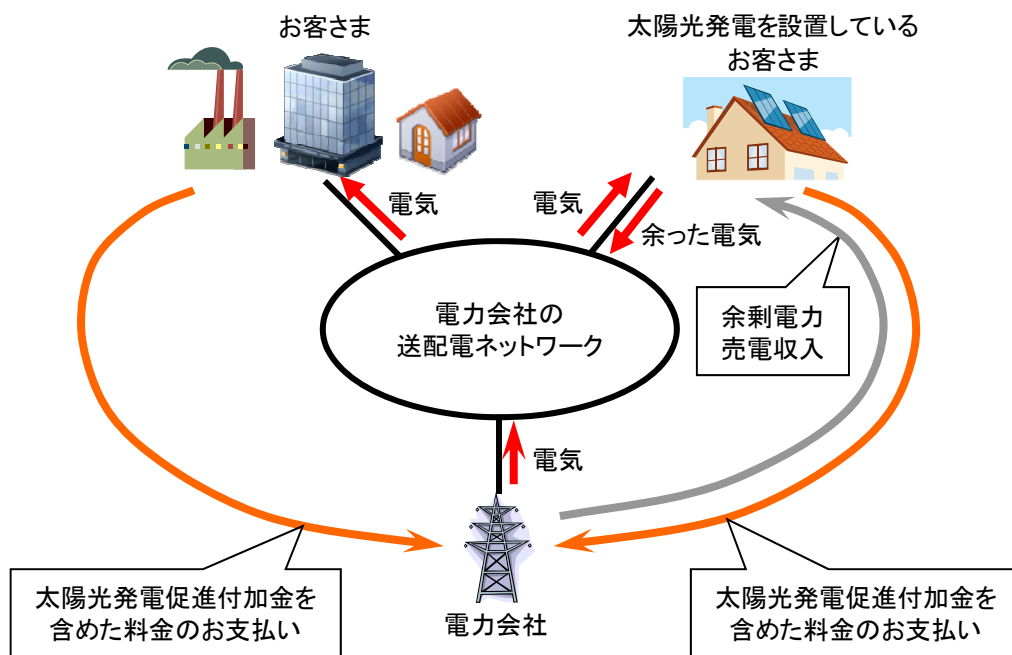 お客さま
太陽光発電を設置している
お客さま
電気
電気
余った電気
電力会社の
送配電ネットワーク
余剰電力
売電収入
電気
太陽光発電促進付加金を
含めた料金のお支払い
電力会社
太陽光発電促進付加金を
含めた料金のお支払い